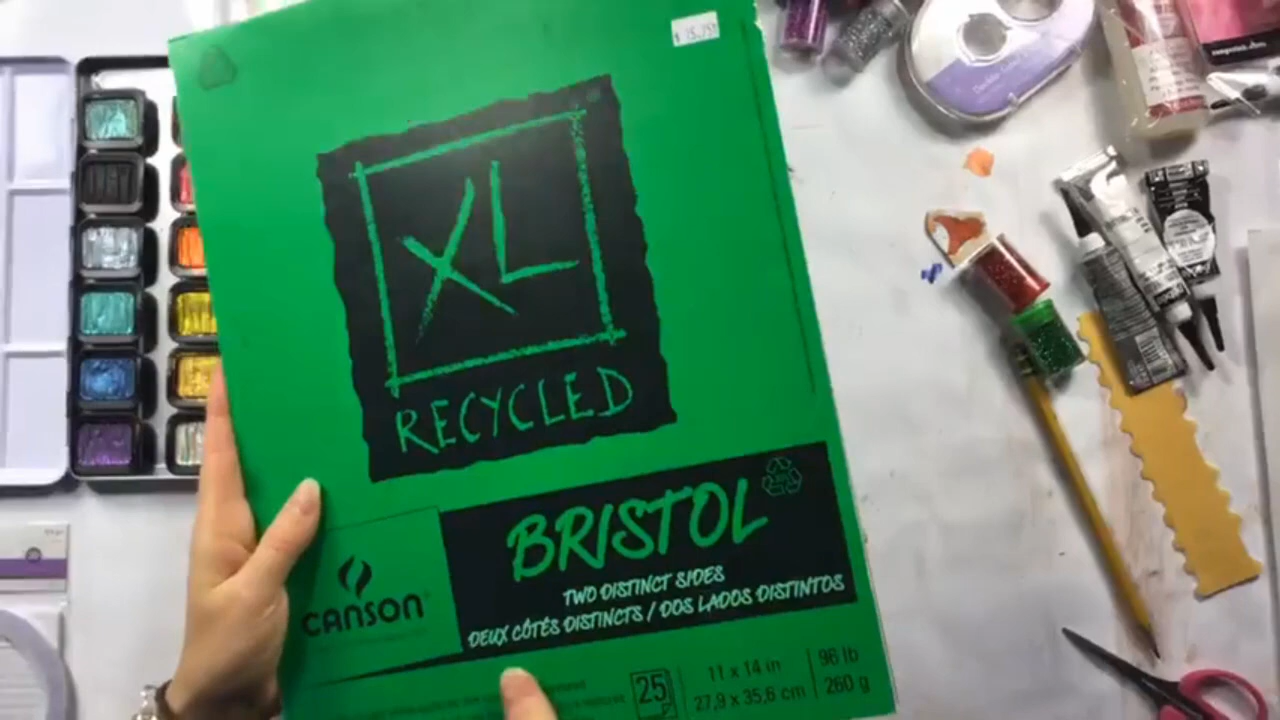 XL
RECYCLED
BRISTOL
TWO DISTINCT SIDES
DEUX CÔTÉS DISTINCTS / DOS LADOS DISTINTOS
CANSON
25
11 x 14 in
27,9 x 35,6 cm
96 lb
260 g